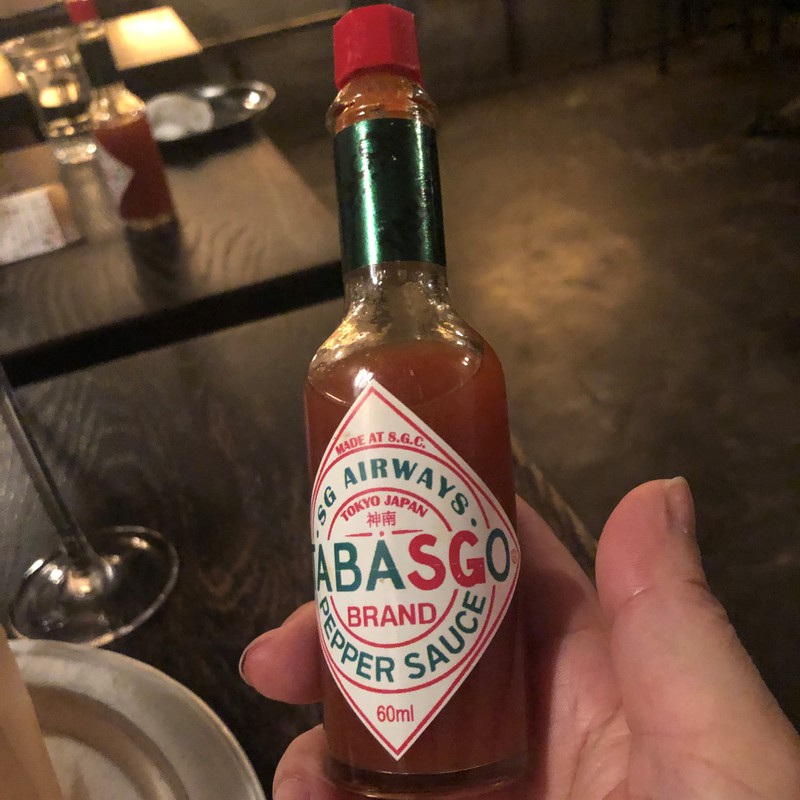 MADE AT S.G.C.
· SG AIRWAYS ·
TOKYO JAPAN
神南
TABASGO
BRAND
PEPPER SAUCE
60ml